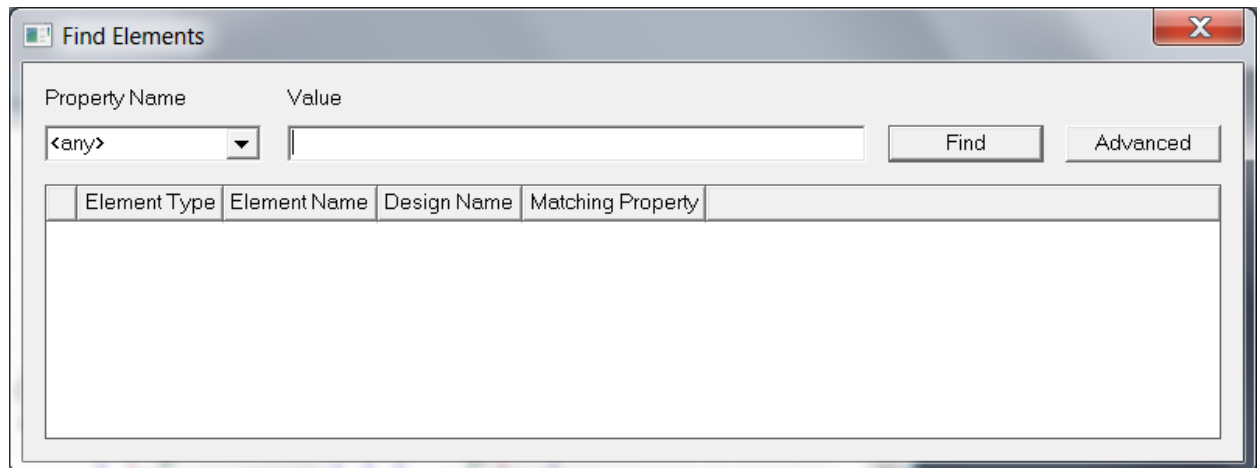 Find Elements
Property Name Value
<any> Find Advanced
Element Type Element Name Design Name Matching Property